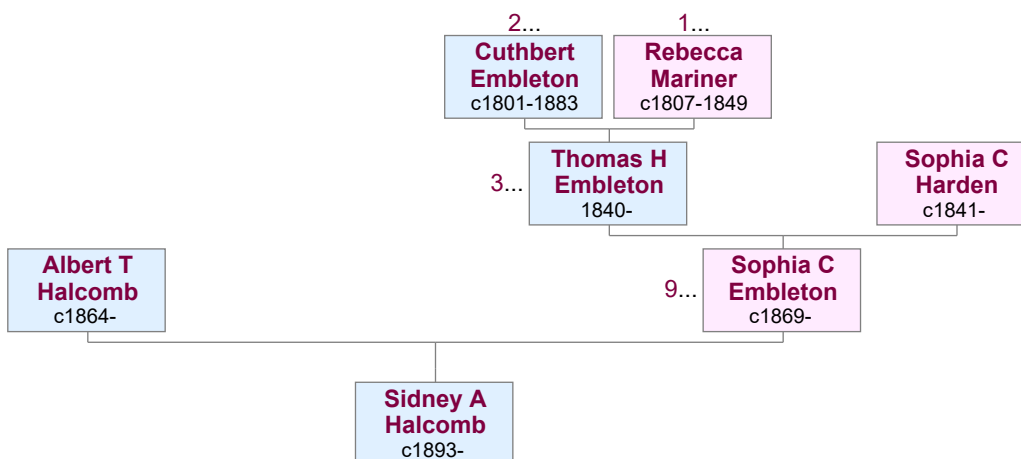 2...
1...
Cuthbert
Embleton
c1801-1883
Rebecca
Mariner
c1807-1849
3...
Thomas H
Embleton
1840-
Sophia C
Harden
c1841-
Albert T
Halcomb
c1864-
9...
Sophia C
Embleton
c1869-
Sidney A
Halcomb
c1893-